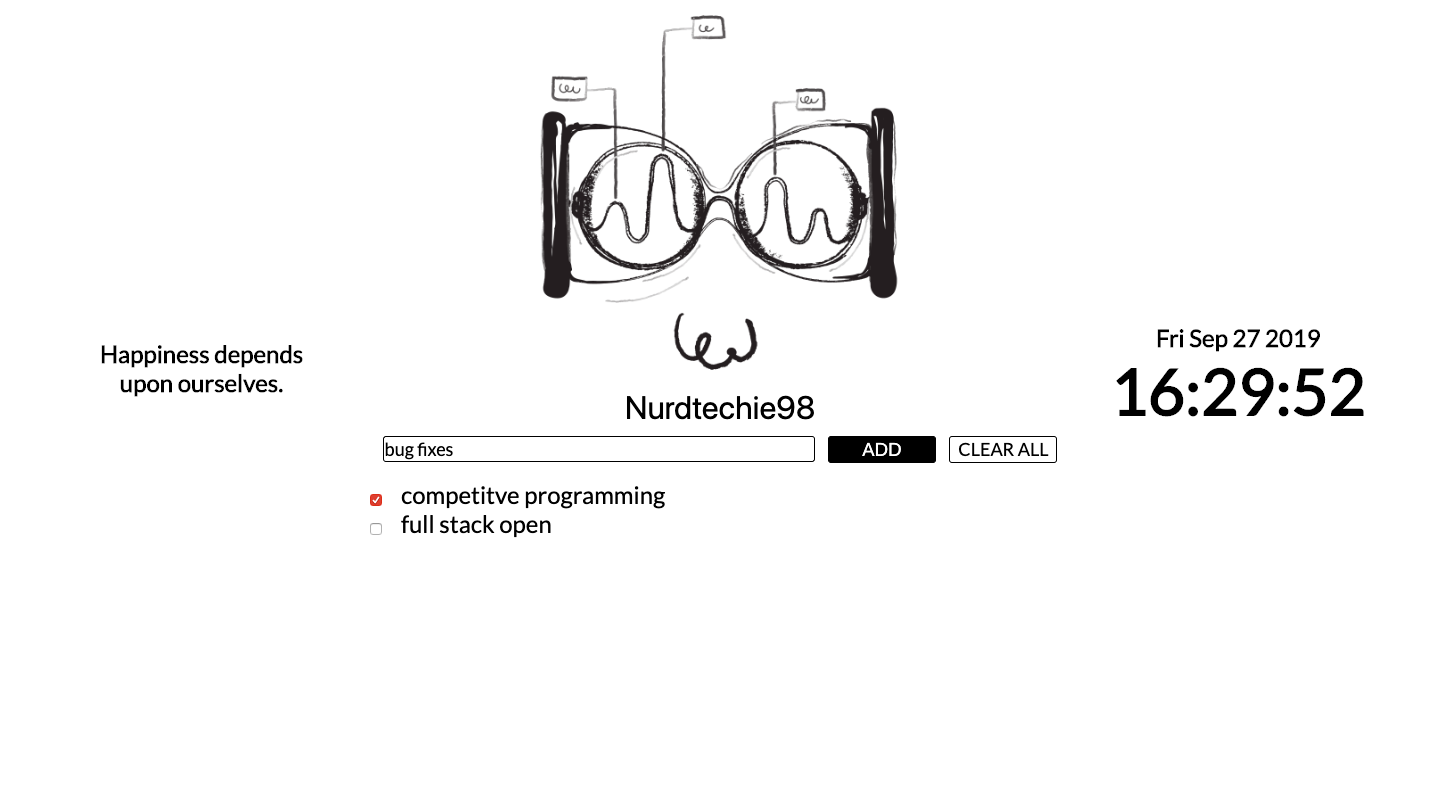 Happiness depends
upon ourselves.
Fri Sep 27 2019
16:29:52
Nurdtechie98
bug fixes
ADD
CLEAR ALL
competitve programming
full stack open